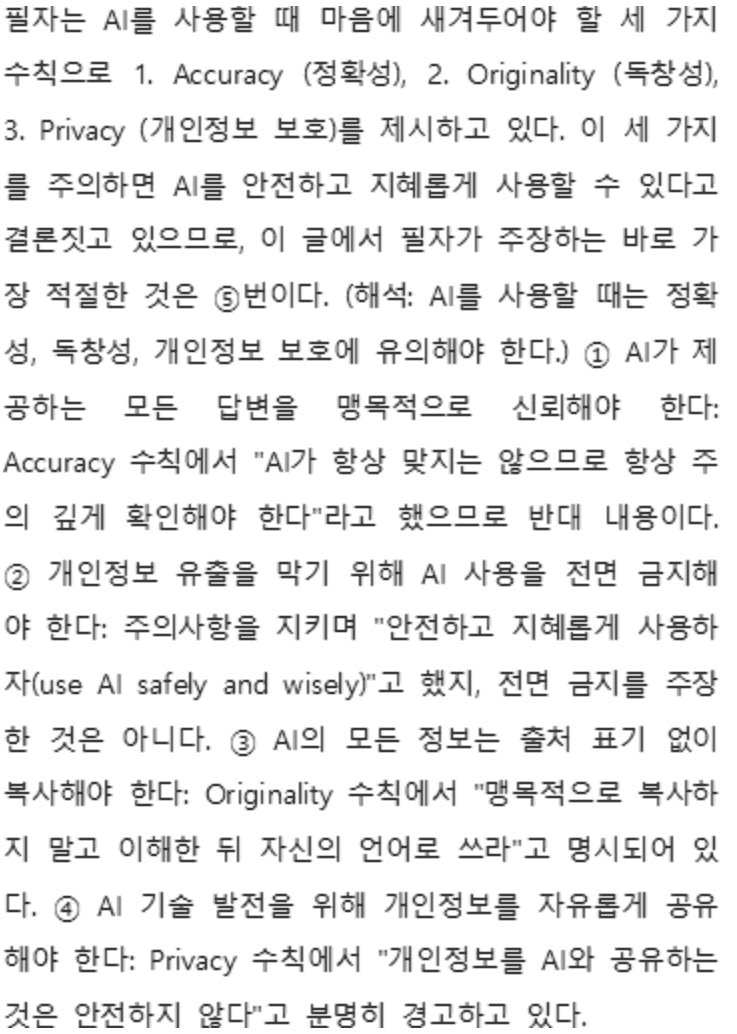 필자는 AI를 사용할 때 마음에 새겨두어야 할 세 가지
수칙으로 1. Accuracy (정확성), 2. Originality (독창성),
3. Privacy (개인정보 보호)를 제시하고 있다. 이 세 가지
를 주의하면 AI를 안전하고 지혜롭게 사용할 수 있다고
결론짓고 있으므로, 이 글에서 필자가 주장하는 바로 가
장 적절한 것은 ⑤번이다. (해석: AI를 사용할 때는 정확
성, 독창성, 개인정보 보호에 유의해야 한다.) ① AI가 제
공하는 모든 답변을 맹목적으로 신뢰해야 한다:
Accuracy 수칙에서 "AI가 항상 맞지는 않으므로 항상 주
의 깊게 확인해야 한다"라고 했으므로 반대 내용이다.
② 개인정보 유출을 막기 위해 AI 사용을 전면 금지해
야 한다: 주의사항을 지키며 "안전하고 지혜롭게 사용하
자(use AI safely and wisely)"고 했지, 전면 금지를 주장
한 것은 아니다. ③ AI의 모든 정보는 출처 표기 없이
복사해야 한다: Originality 수칙에서 "맹목적으로 복사하
지 말고 이해한 뒤 자신의 언어로 쓰라"고 명시되어 있
다. ④ AI 기술 발전을 위해 개인정보를 자유롭게 공유
해야 한다: Privacy 수칙에서 "개인정보를 AI와 공유하는
것은 안전하지 않다"고 분명히 경고하고 있다.